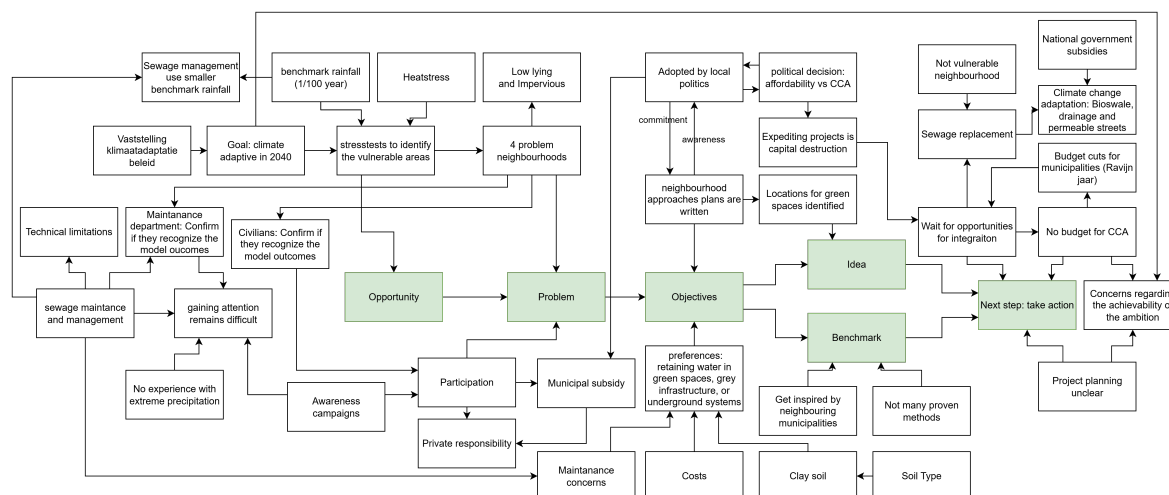 National government
subsidies
Sewage management
use smaller
benchmark rainfall
benchmark rainfall
(1/100 year)
Heatstress
Low lying
and Impervious
Adopted by local
politics
political decision:
affordability vs CCA
Not vulnerable
neighbourhood
Climate change
adaptation: Bioswale,
drainage and
permeable streets
commitment
awareness
Vaststelling
klimaatadaptatie
beleid
Goal: climate
adaptive in 2040
stresstests to identify
the vulnerable areas
4 problem
neighbourhoods
Expediting projects is
capital destruction
Sewage replacement
Budget cuts for
municipalities (Ravijn
jaar)
neighbourhood
approaches plans are
written
Locations for green
spaces identified
Technical limitations
Maintanance
department: Confirm
if they recognize the
model oucomes
Civilians: Confirm if
they recognize the
model outcomes
Wait for opportunities
for integraiton
No budget for CCA
Idea
Opportunity
Problem
Objectives
Next step: take action
Concerns regardin
the achievability o
the ambition
sewage maintance
and management
gaining attention
remains difficult
Benchmark
preferences:
retaining water in
green spaces, grey
infrastructure, or
underground systems
No experience with
extreme precipitation
Awareness
campaigns
Participation
Municipal subsidy
Get inspired by
neighbouring
municipalities
Not many proven
methods
Project planning
unclear
Private responsibility
Maintanance
concerns
Costs
Clay soil
Soil Type